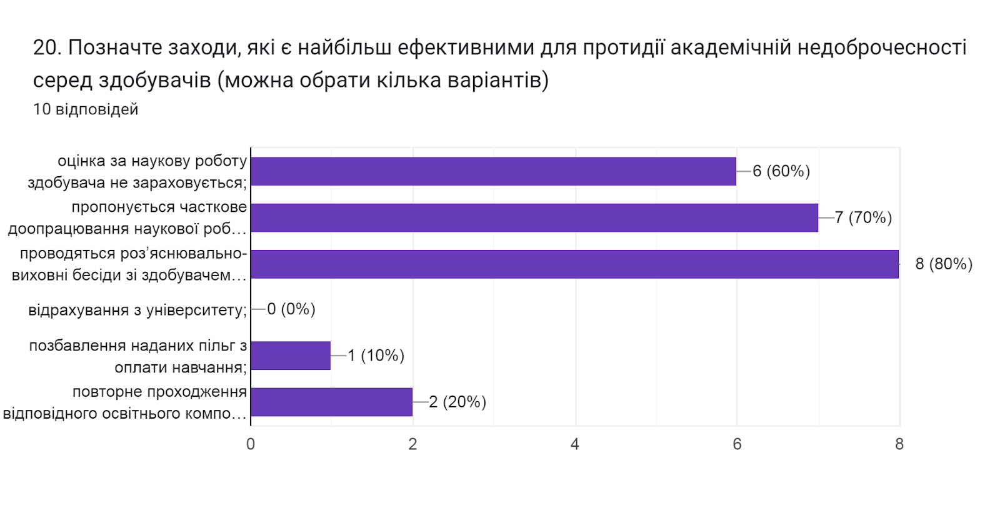 20. Позначте заходи, які є найбільш ефективними для протидії академічній недоброчесності
серед здобувачів (можна обрати кілька варіантів)
10 відповідей
оцінка за наукову роботу
здобувача не зараховується;
6 (60%)
пропонується часткове
доопрацювання наукової роб…
7 (70%)
проводяться роз’яснювально-
виховні бесіди зі здобувачем…
8 (80%)
відрахування з університету;
0 (0%)
позбавлення наданих пільг з
оплати навчання;
1 (10%)
повторне проходження
відповідного освітнього компо…
2 (20%)
0 2 4 6 8